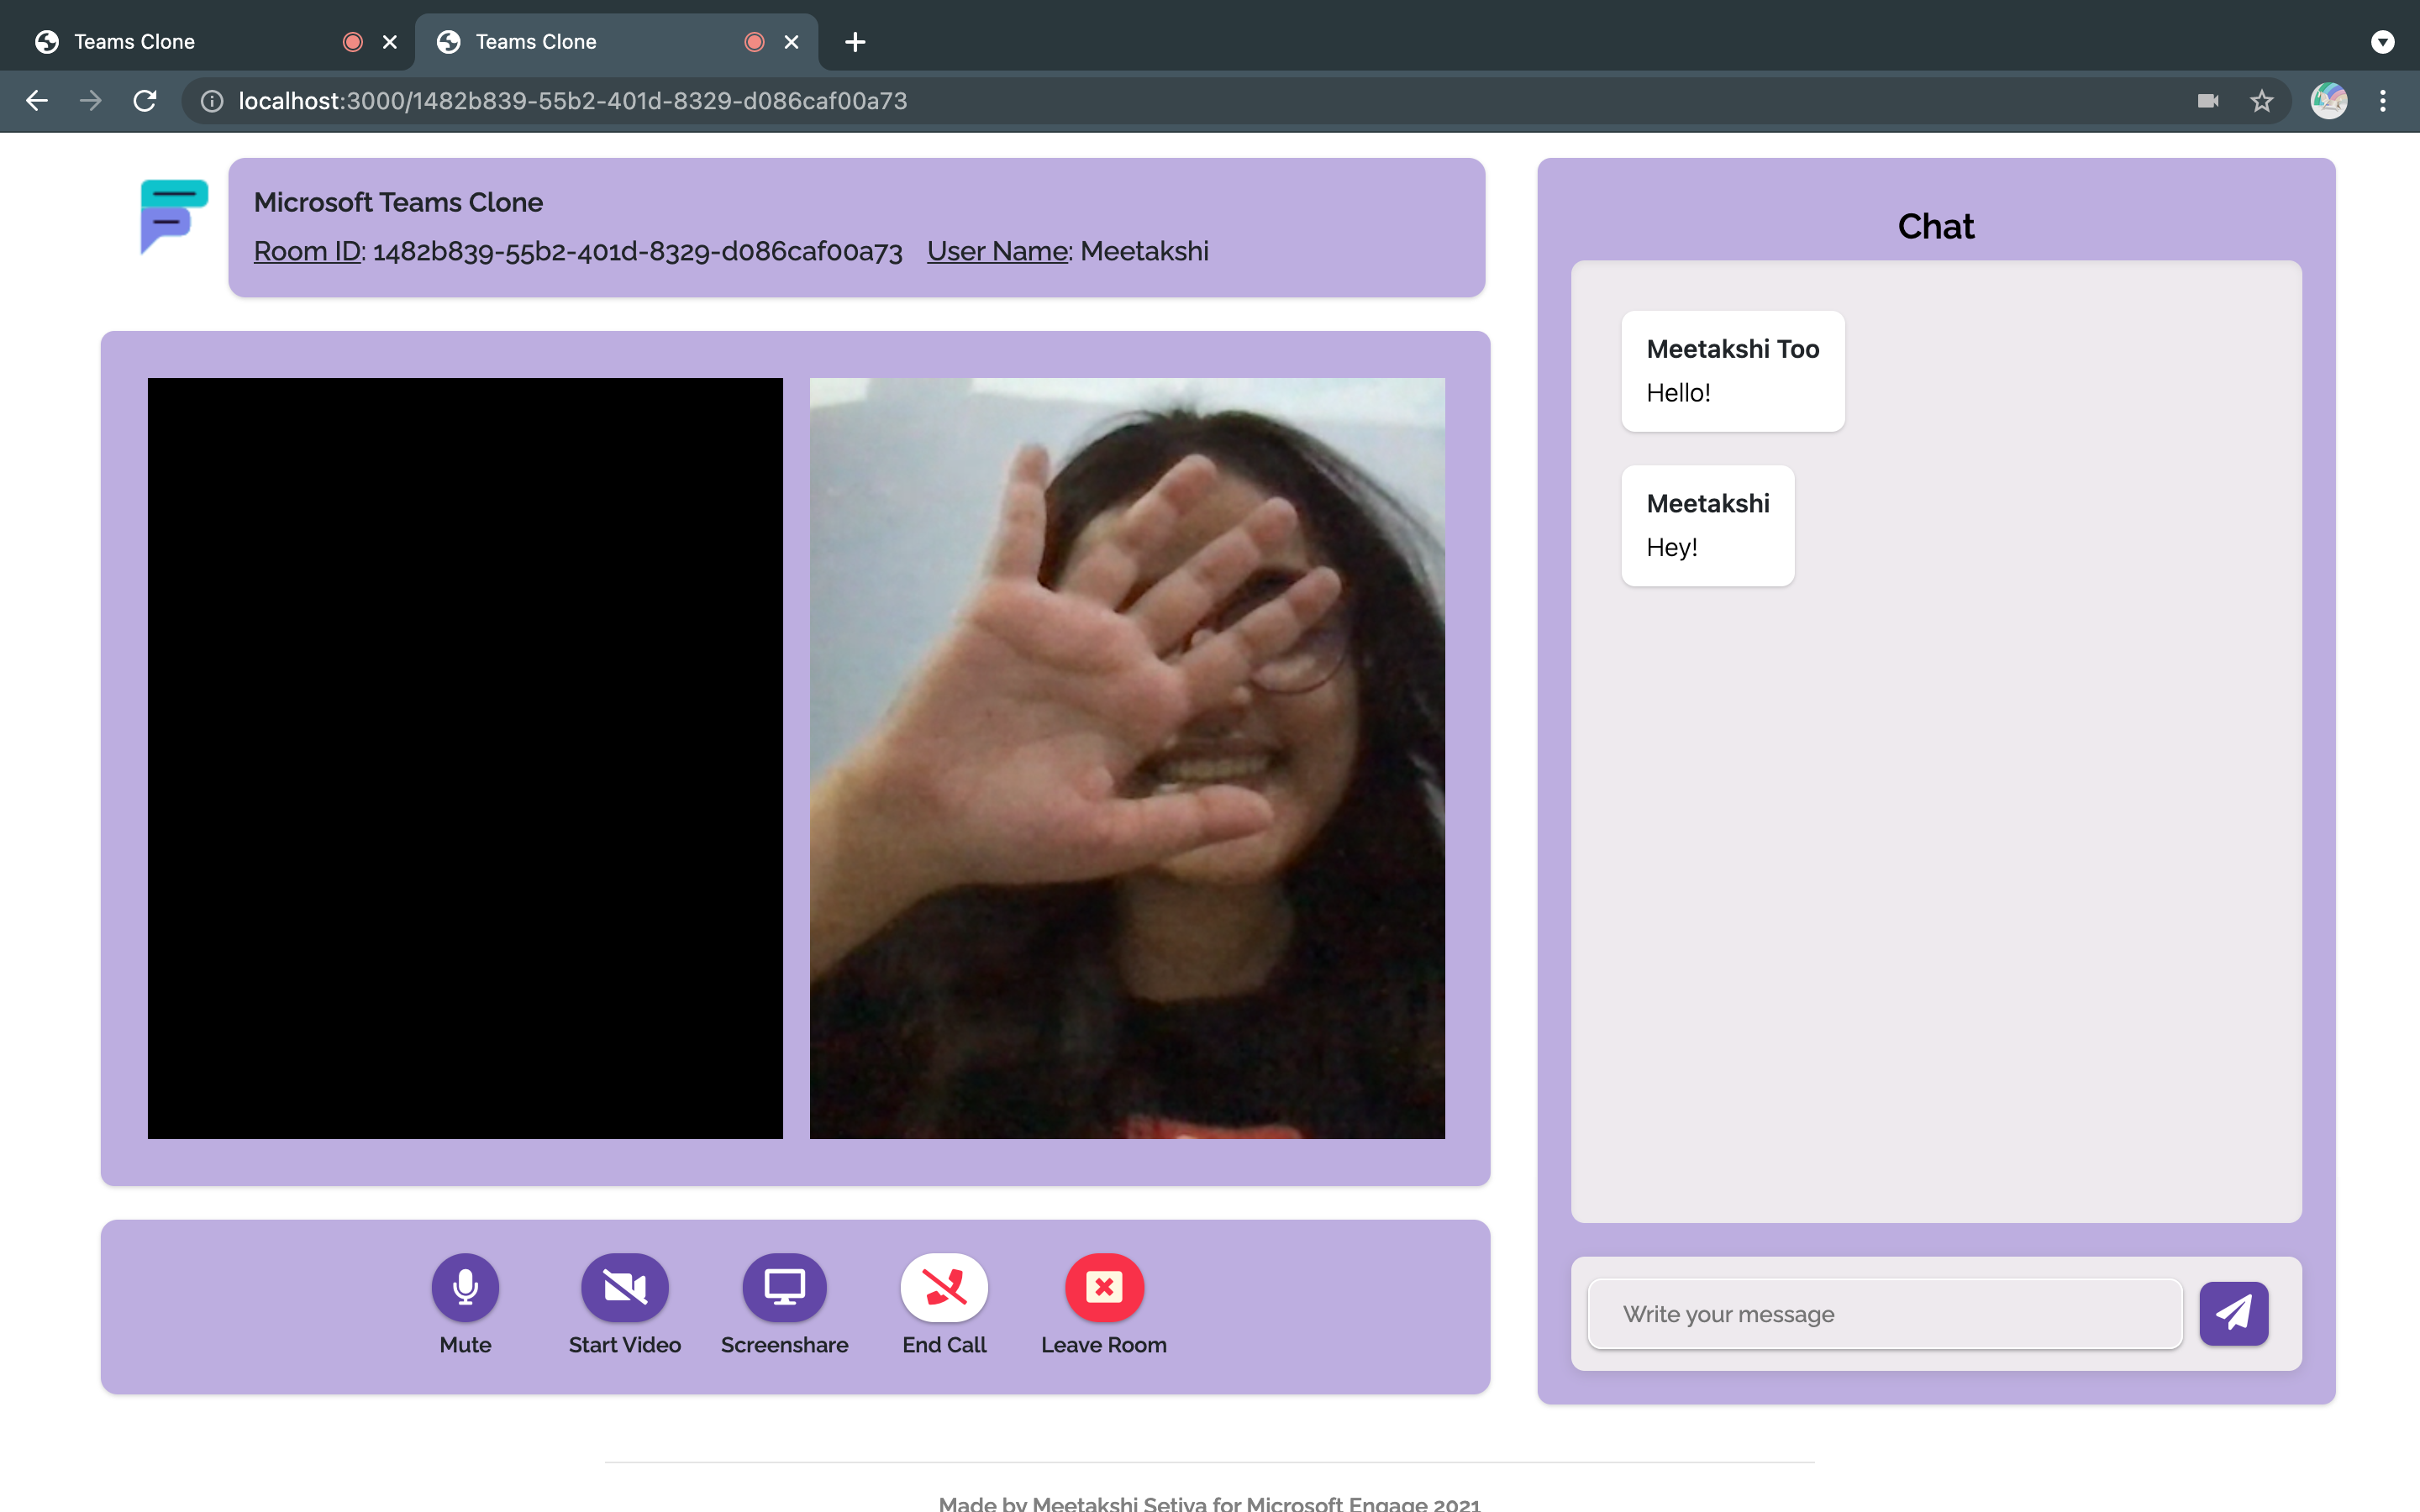 Teams Clone
Teams Clone
localhost:3000/1482b839-55b2-401d-8329-d086caf00a73
Microsoft Teams Clone
Room ID: 1482b839-55b2-401d-8329-d086caf00a73 User Name: Meetakshi
Mute
Start Video
Screenshare
End Call
Leave Room
Chat
Meetakshi Too
Hello!
Meetakshi
Hey!
Write your message
Made by Meetakshi Setiya for Microsoft Engage 2021